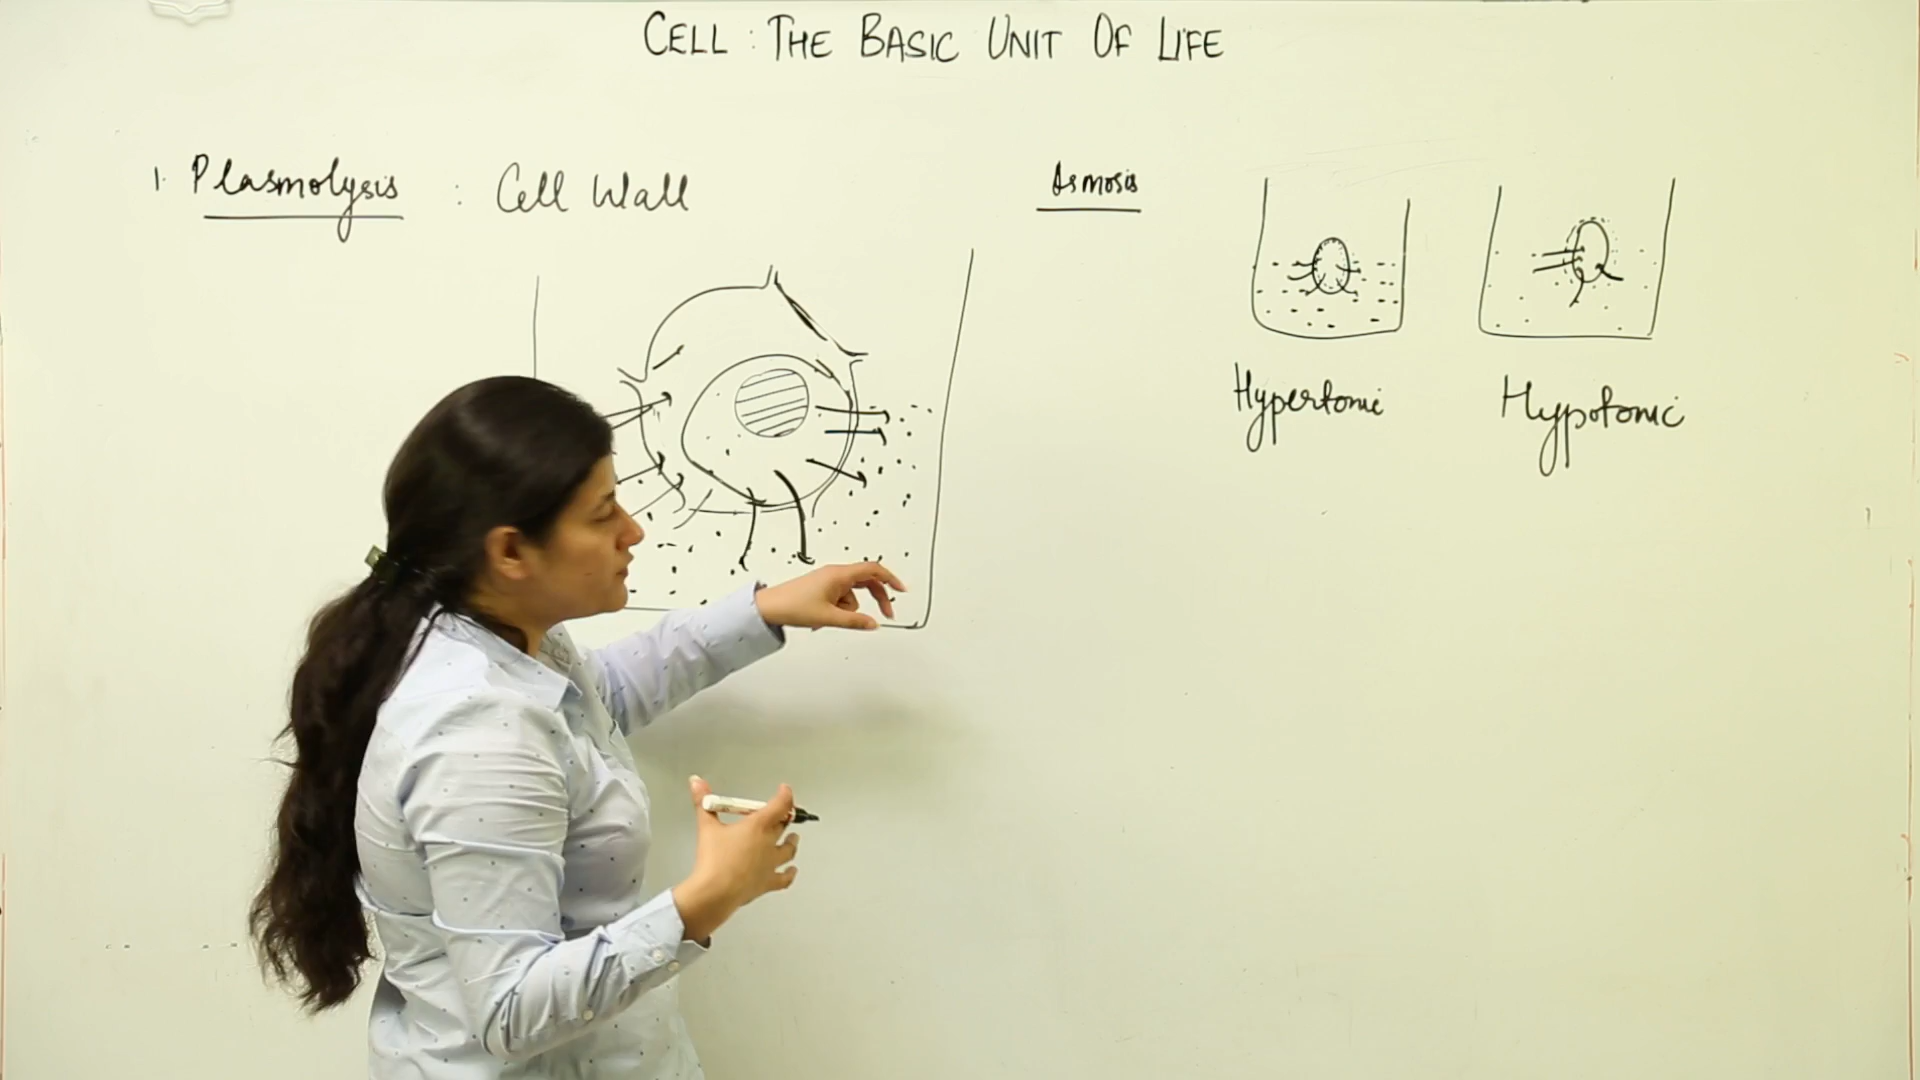 CELL : THE BASIC UNIT OF LIFE
1. Plasmolysis : Cell Wall
Osmosis
Hypertonic
Hypotonic